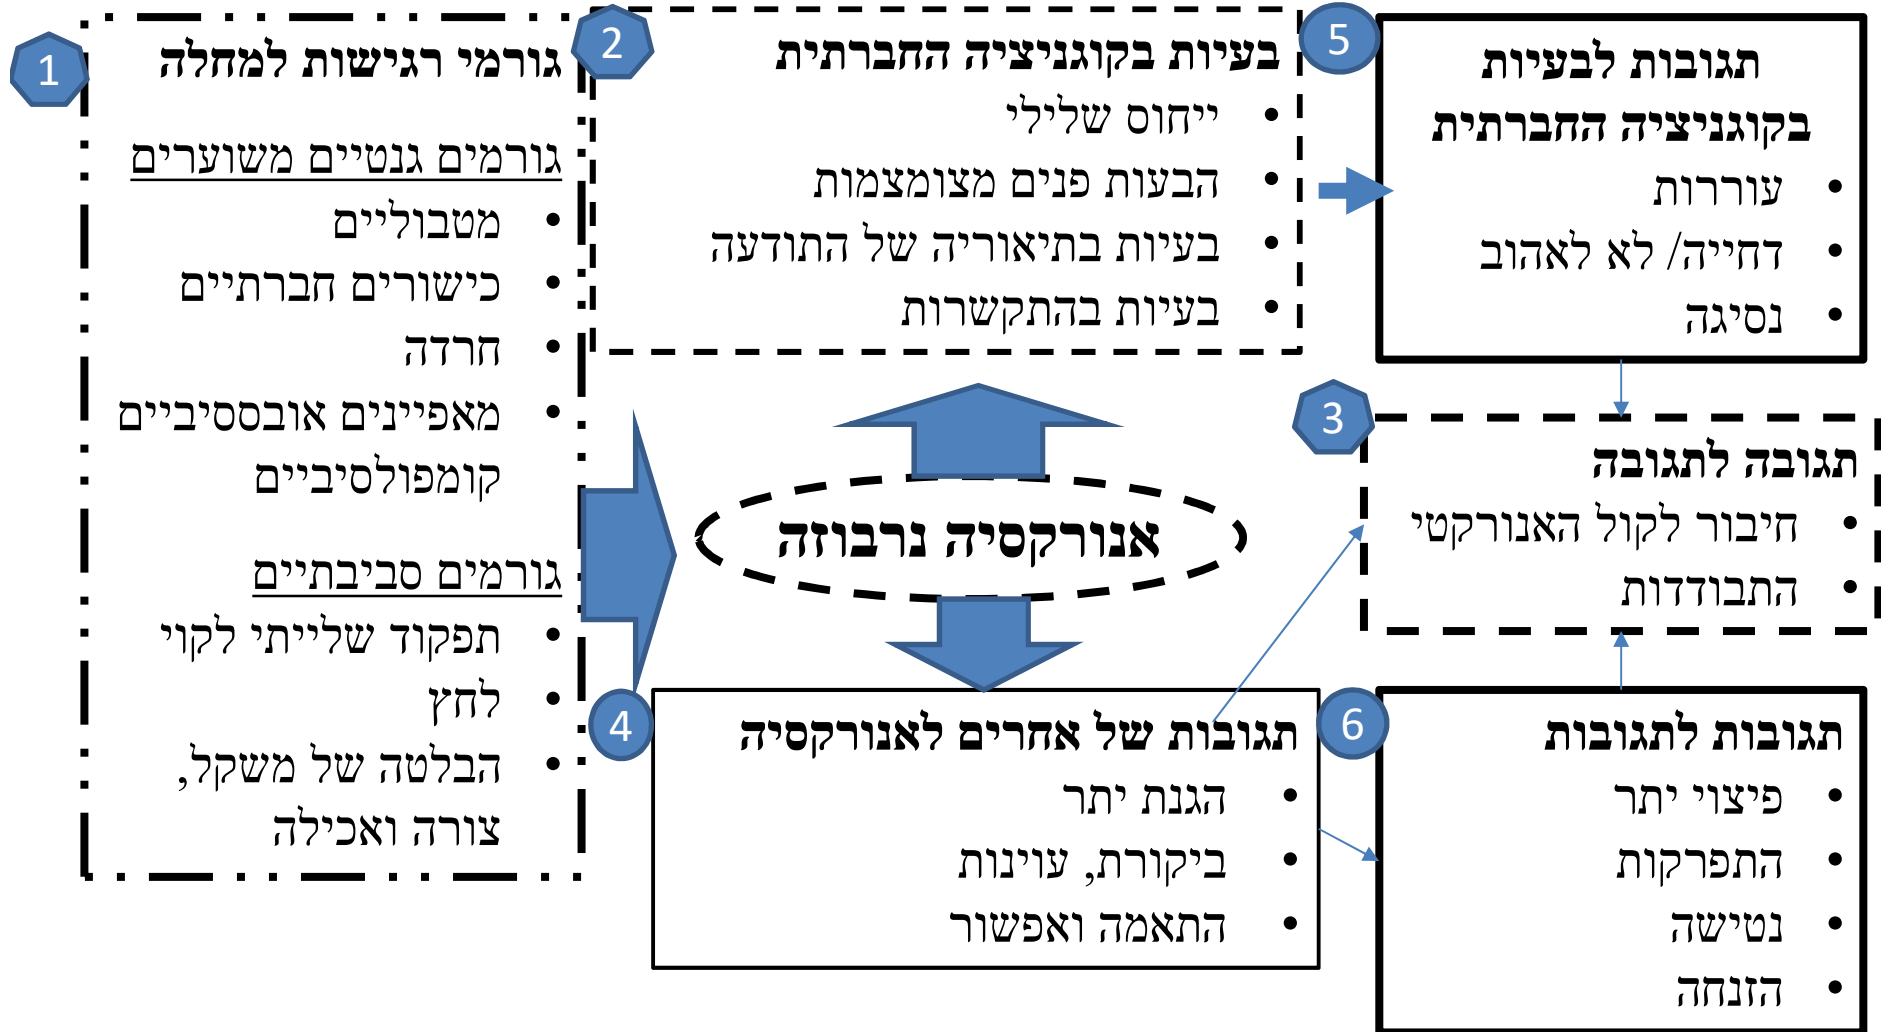 1
גורמי רגישות למחלה
גורמים גנטיים משוערים
• מטבוליים
• כישורים חברתיים
• חרדה
• מאפיינים אובססיביים
קומפולסיביים
גורמים סביבתיים
• תפקוד שלייתי לקוי
• לחץ
• הבלטה של משקל,
צורה ואכילה
2
בעיות בקוגניציה החברתית
• ייחוס שלילי
• הבעות פנים מצומצמות
• בעיות בתיאוריה של התודעה
• בעיות בהתקשרות
אנורקסיה נרבוזה
3
תגובה לתגובה
• חיבור לקול האנורקטי
• התבודדות
4
תגובות של אחרים לאנורקסיה
• הגנת יתר
• ביקורת, עוינות
• התאמה ואפשור
5
תגובות לבעיות
בקוגניציה החברתית
• עוררות
• דחייה/ לא לאהוב
• נסיגה
6
תגובות לתגובות
• פיצוי יתר
• התפרקות
• נטישה
• הזנחה